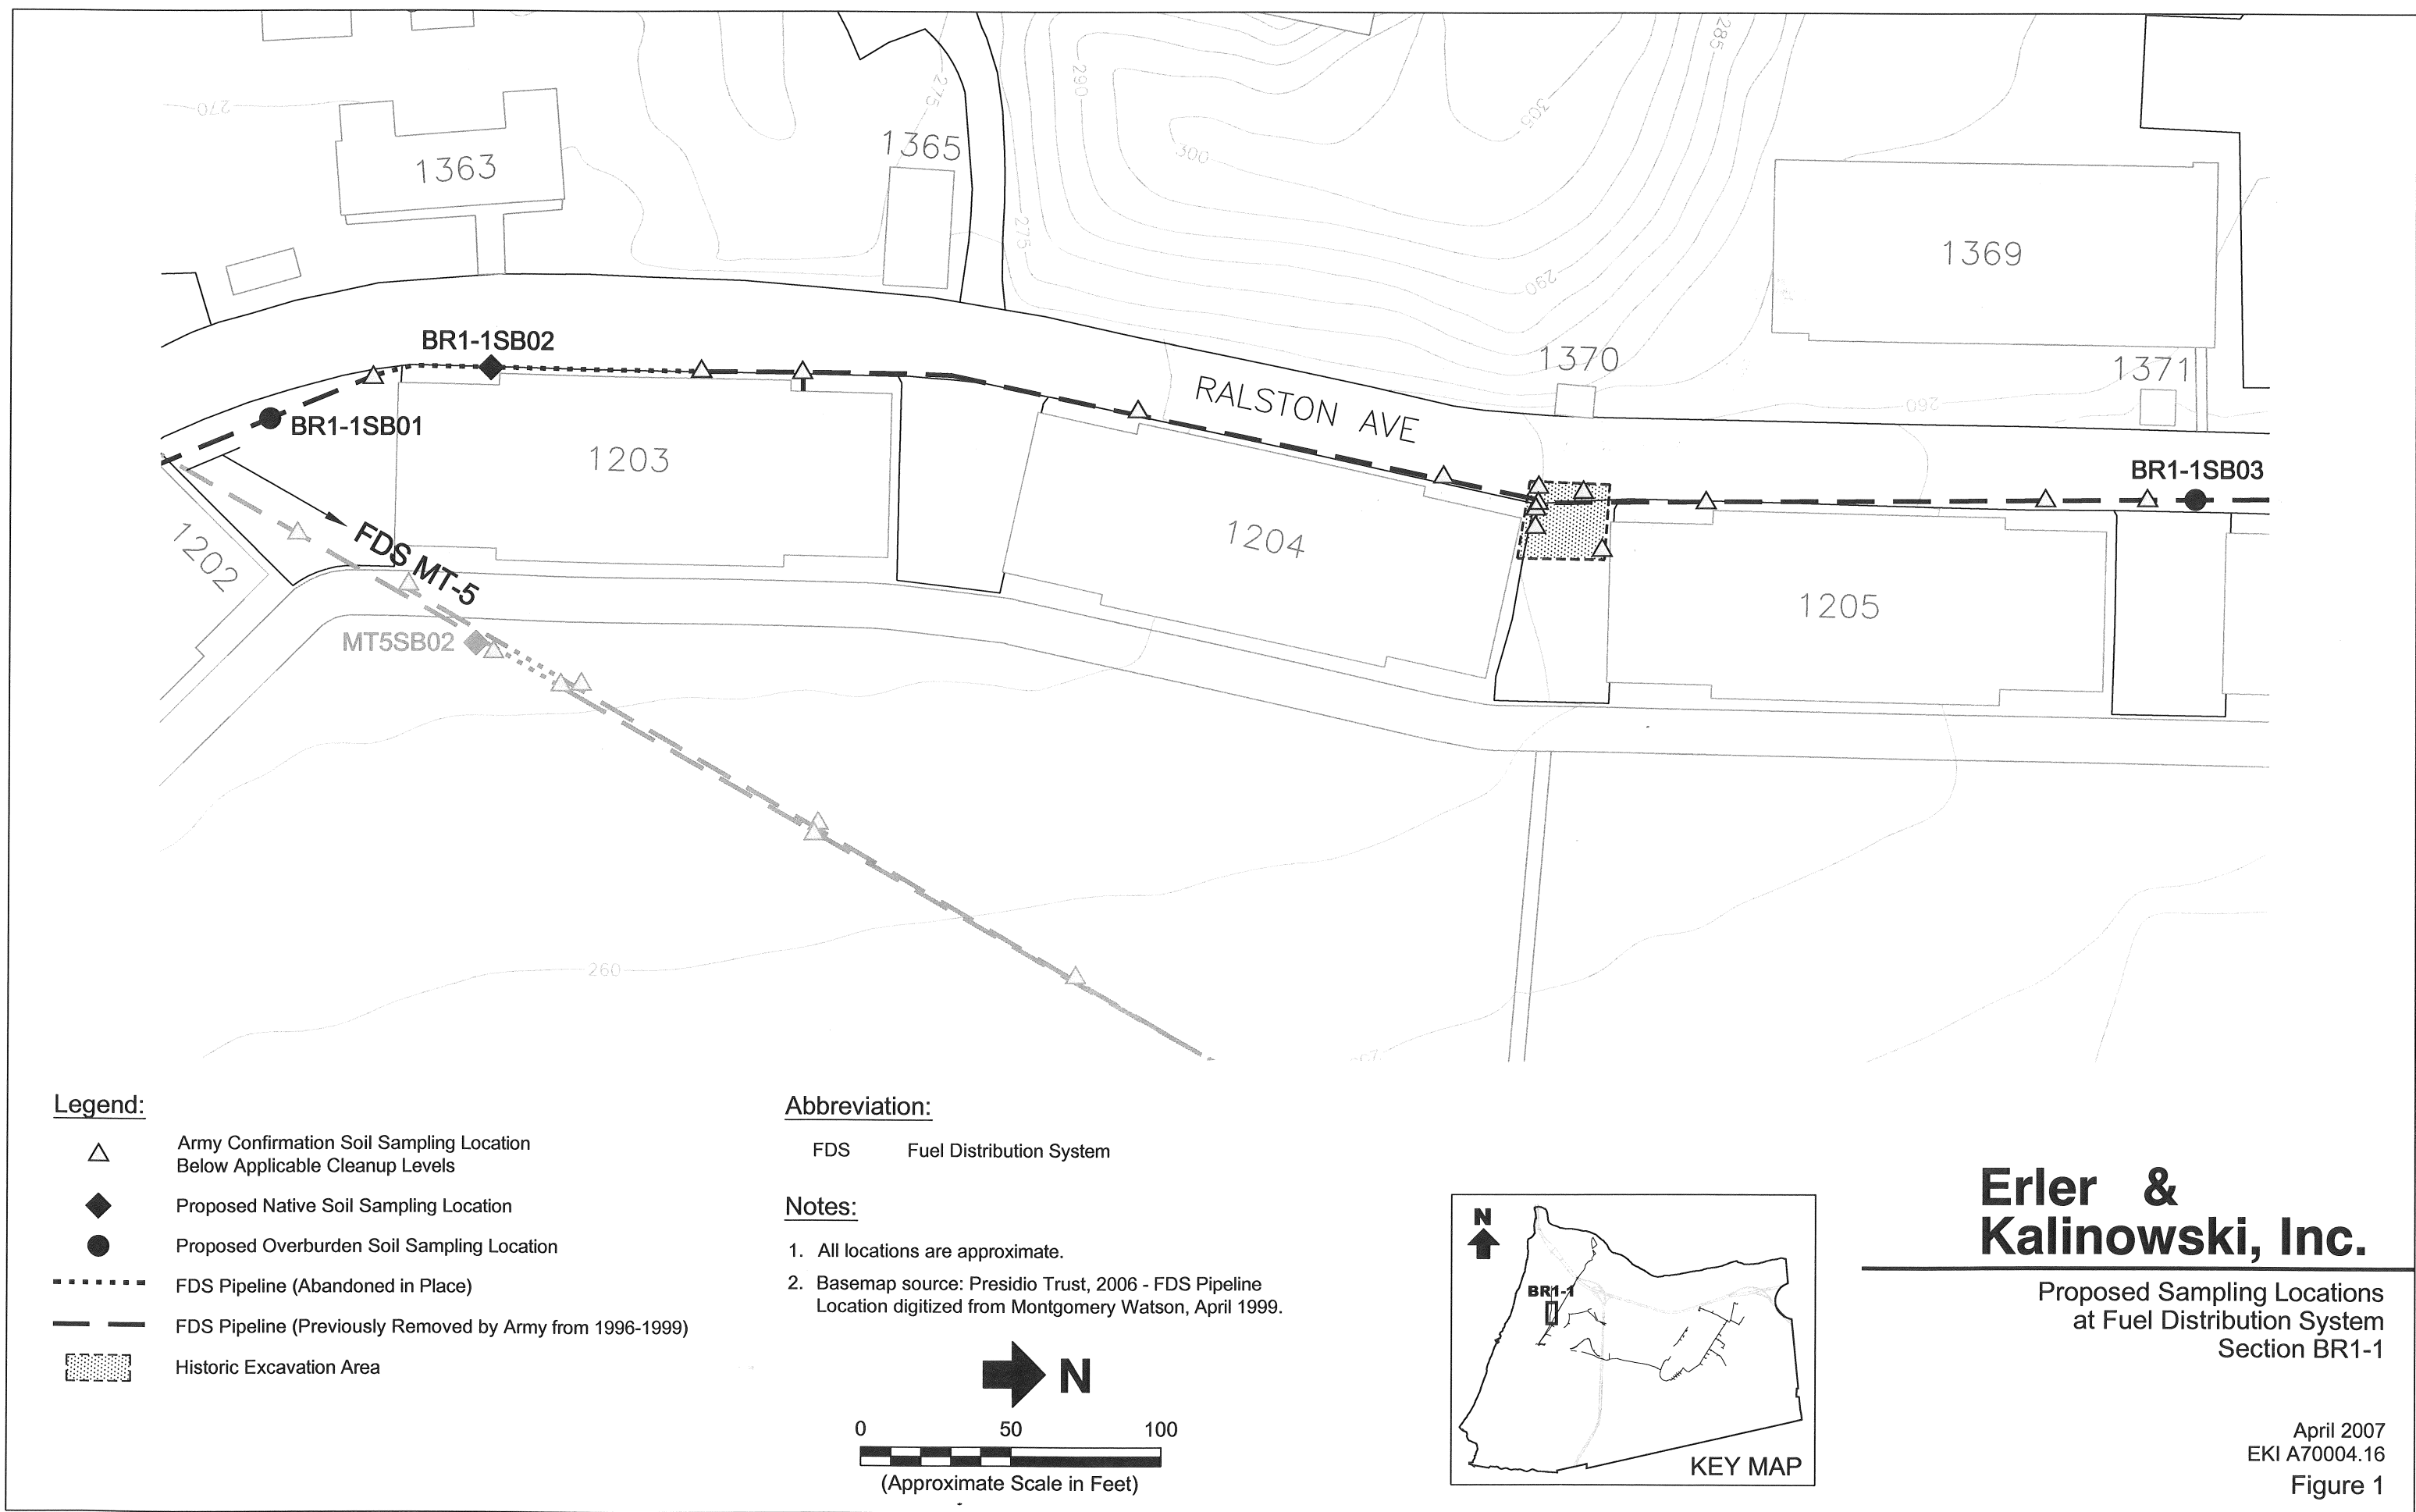 270
275
285
290
305
300
1363
1365
275
1369
290
1370
1371
260
BR1-1SB02
RALSTON AVE
BR1-1SB01
BR1-1SB03
1203
1204
1205
1202
FDS MT-5
MT5SB02
260
Legend:
Army Confirmation Soil Sampling Location
Below Applicable Cleanup Levels
Proposed Native Soil Sampling Location
Proposed Overburden Soil Sampling Location
FDS Pipeline (Abandoned in Place)
FDS Pipeline (Previously Removed by Army from 1996-1999)
Historic Excavation Area
Abbreviation:
FDS Fuel Distribution System
Notes:
1. All locations are approximate.
2. Basemap source: Presidio Trust, 2006 - FDS Pipeline
Location digitized from Montgomery Watson, April 1999.
N
0 50 100
(Approximate Scale in Feet)
N
BR1-1
KEY MAP
Erler &
Kalinowski, Inc.
Proposed Sampling Locations
at Fuel Distribution System
Section BR1-1
April 2007
EKI A70004.16
Figure 1